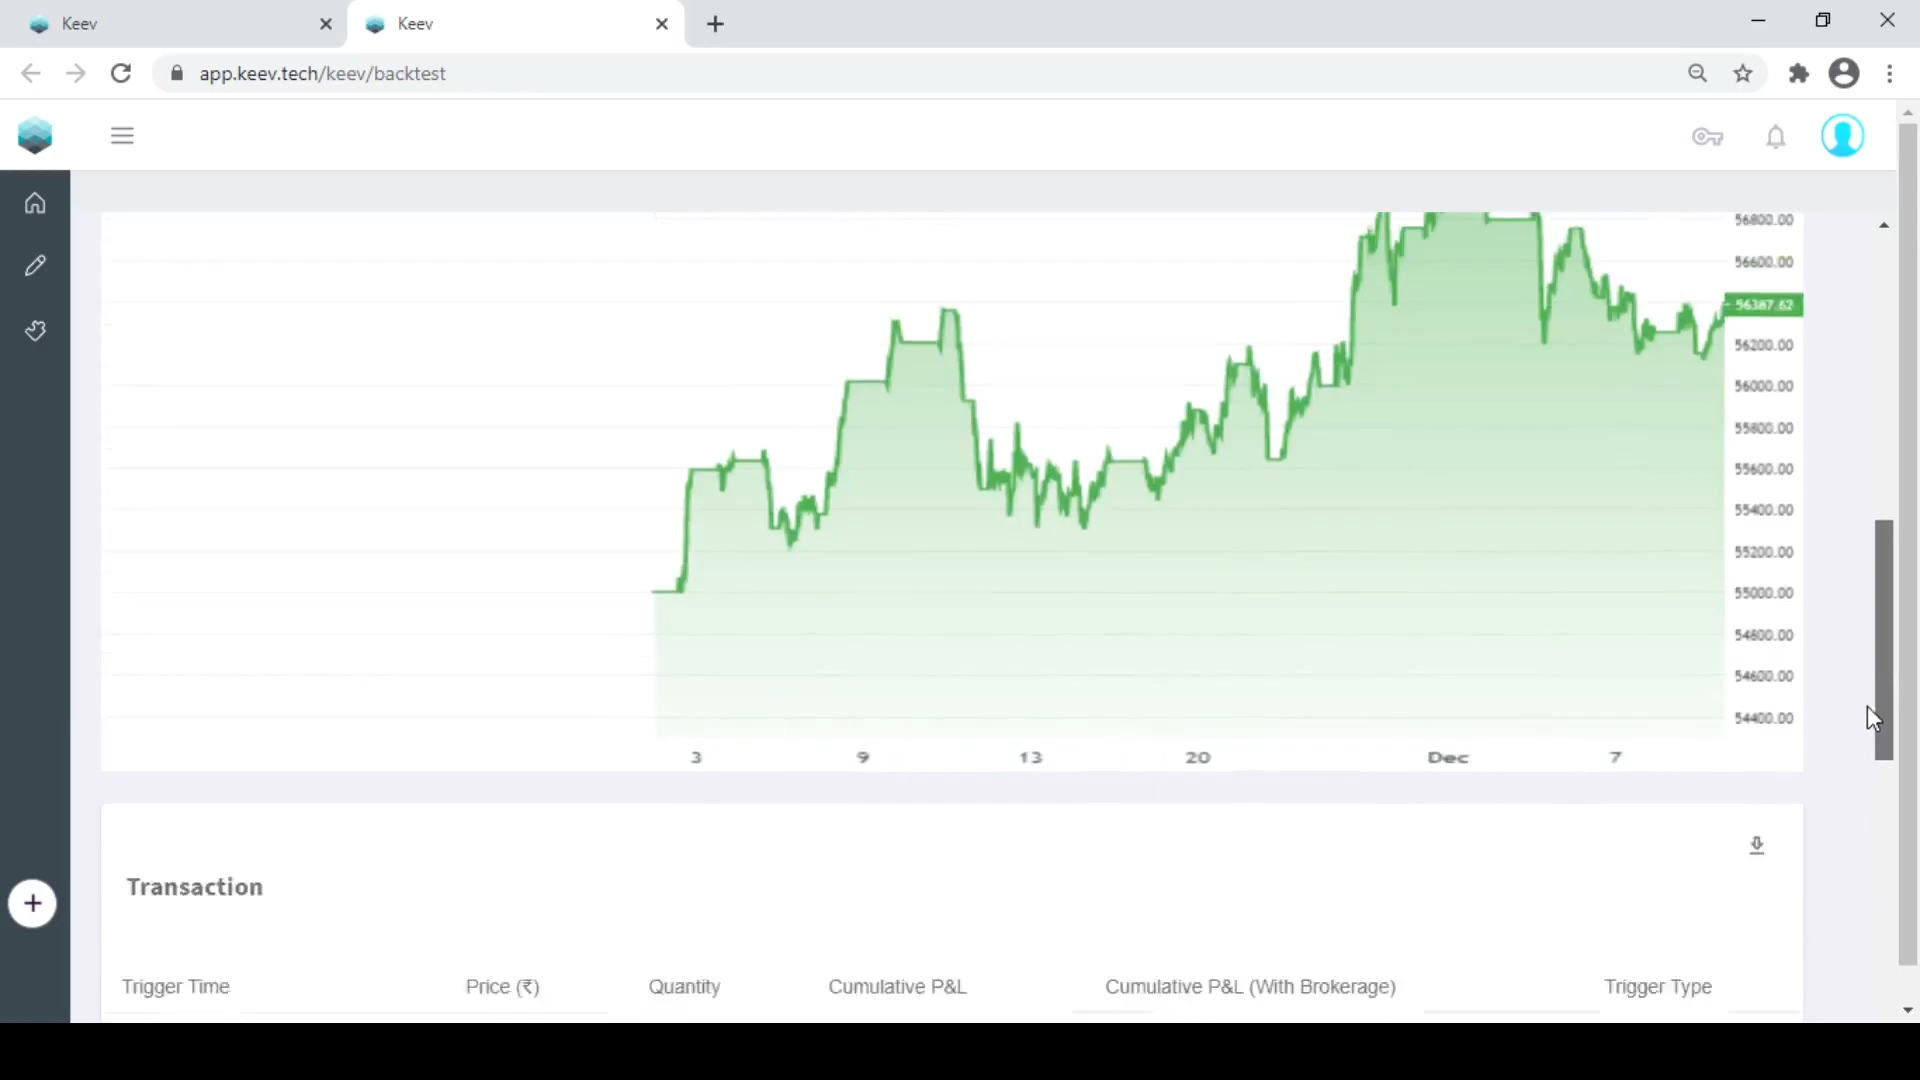 Keev
Keev
app.keev.tech/keev/backtest
56800.00
56600.00
56387.62
56200.00
56000.00
55800.00
55600.00
55400.00
55200.00
55000.00
54800.00
54600.00
54400.00
3 9 13 20 Dec 7
Transaction
Trigger Time Price (₹) Quantity Cumulative P&L Cumulative P&L (With Brokerage) Trigger Type